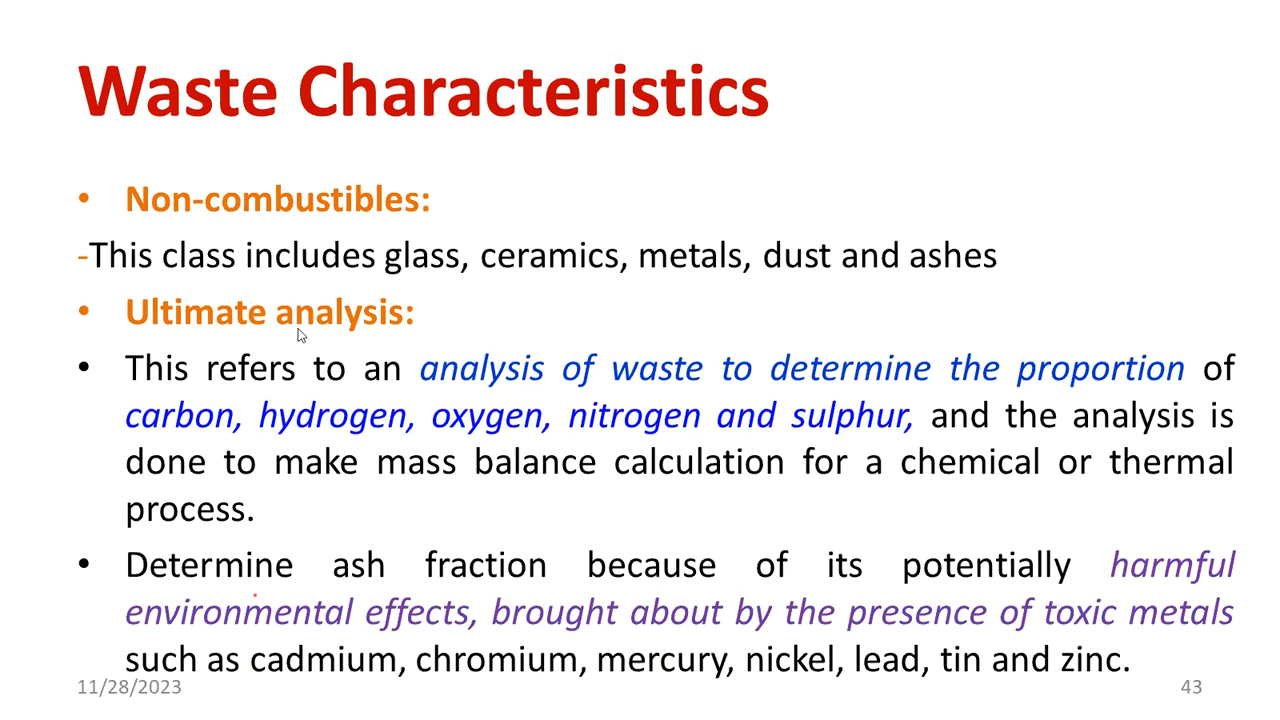 Waste Characteristics
• Non-combustibles:
-This class includes glass, ceramics, metals, dust and ashes
• Ultimate analysis:
• This refers to an analysis of waste to determine the proportion of
carbon, hydrogen, oxygen, nitrogen and sulphur, and the analysis is
done to make mass balance calculation for a chemical or thermal
process.
• Determine ash fraction because of its potentially harmful
environmental effects, brought about by the presence of toxic metals
such as cadmium, chromium, mercury, nickel, lead, tin and zinc.
11/28/2023
43